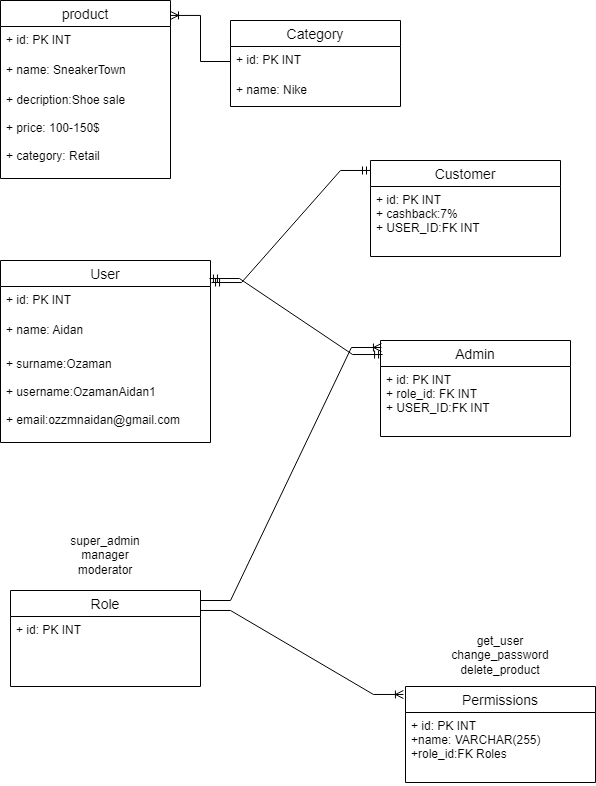 product
+ id: PK INT
+ name: SneakerTown
+ decription:Shoe sale
+ price: 100-150$
+ category: Retail
Category
+ id: PK INT
+ name: Nike
Customer
+ id: PK INT
+ cashback:7%
+ USER_ID:FK INT
User
+ id: PK INT
+ name: Aidan
+ surname:Ozaman
+ username:OzamanAidan1
+ email:ozzmnaidan@gmail.com
Admin
+ id: PK INT
+ role_id: FK INT
+ USER_ID:FK INT
super_admin
manager
moderator
Role
+ id: PK INT
get_user
change_password
delete_product
Permissions
+ id: PK INT
+name: VARCHAR(255)
+role_id:FK Roles